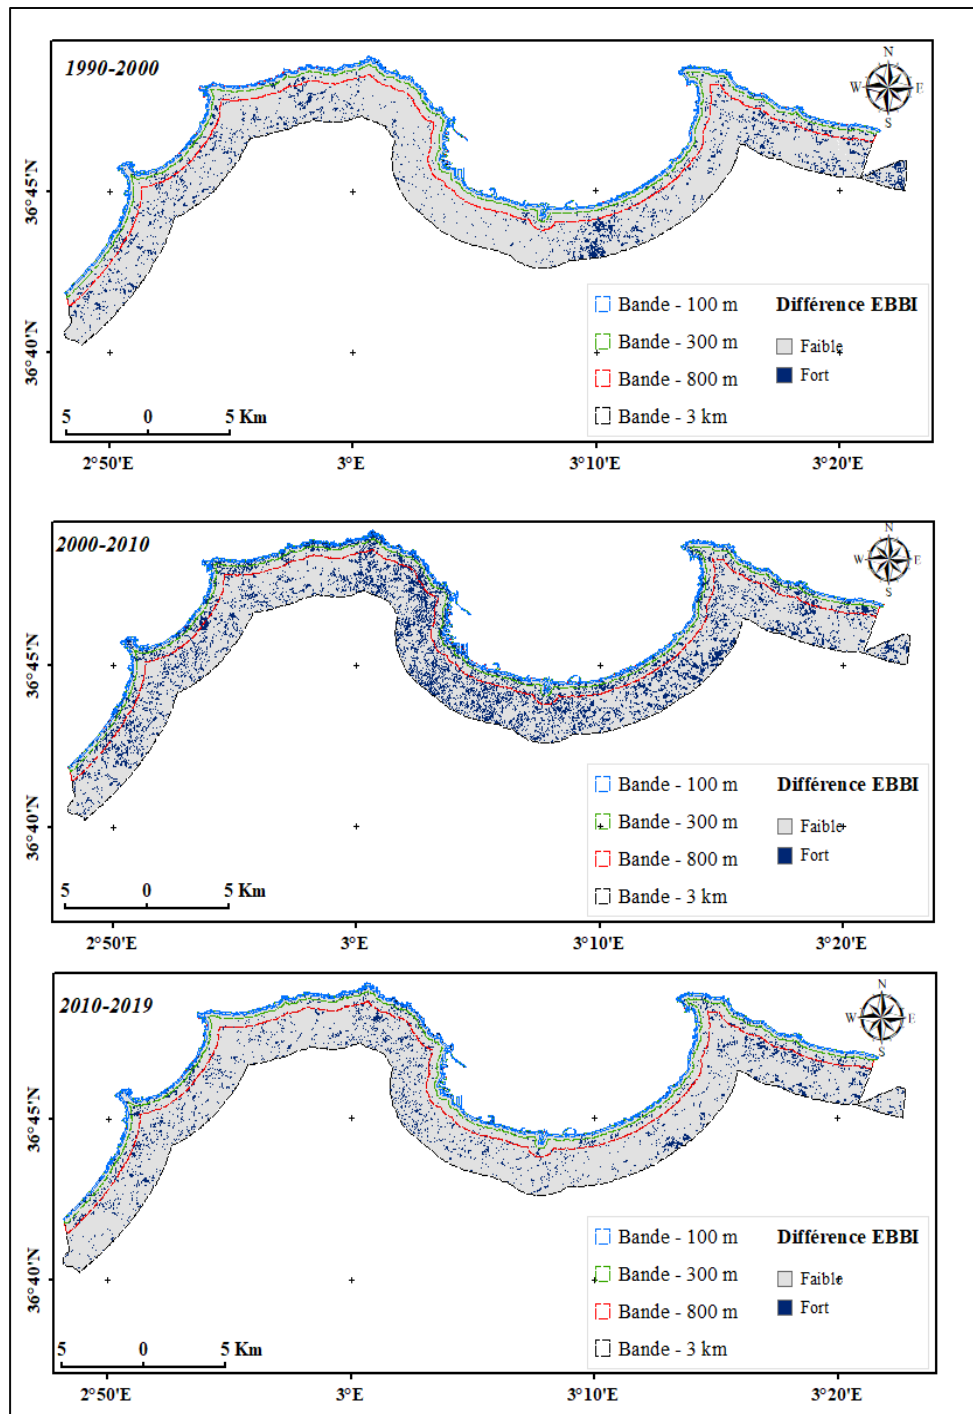 1990-2000
N
W E
S
36°45'N
36°40'N
Bande - 100 m
Différence EBBI
Bande - 300 m
Faible
Bande - 800 m
Fort
Bande - 3 km
5 0 5 Km
2°50'E 3°E 3°10'E 3°20'E
2000-2010
N
W E
S
36°45'N
36°40'N
Bande - 100 m
Différence EBBI
Bande - 300 m
Faible
Bande - 800 m
Fort
Bande - 3 km
5 0 5 Km
2°50'E 3°E 3°10'E 3°20'E
2010-2019
N
W E
S
36°45'N
36°40'N
Bande - 100 m
Différence EBBI
Bande - 300 m
Faible
Bande - 800 m
Fort
Bande - 3 km
5 0 5 Km
2°50'E 3°E 3°10'E 3°20'E